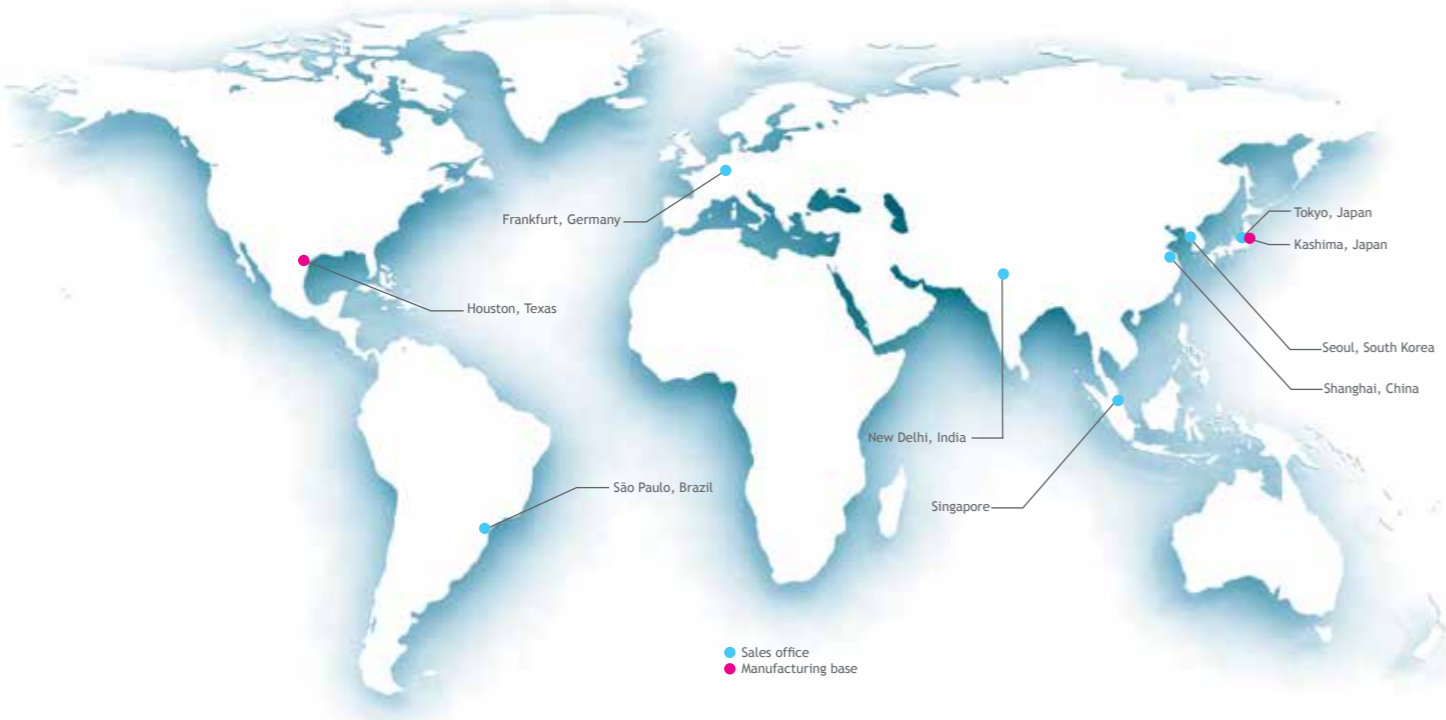 Frankfurt, Germany
Tokyo, Japan
Kashima, Japan
Houston, Texas
Seoul, South Korea
Shanghai, China
New Delhi, India
São Paulo, Brazil
Singapore
Sales office
Manufacturing base